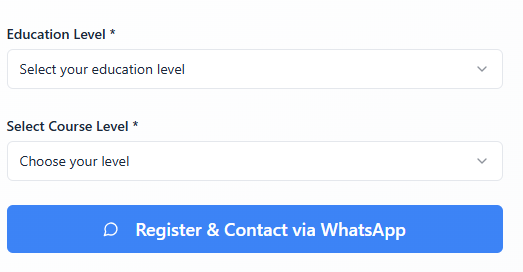 Education Level *
Select your education level
Select Course Level *
Choose your level
Register & Contact via WhatsApp